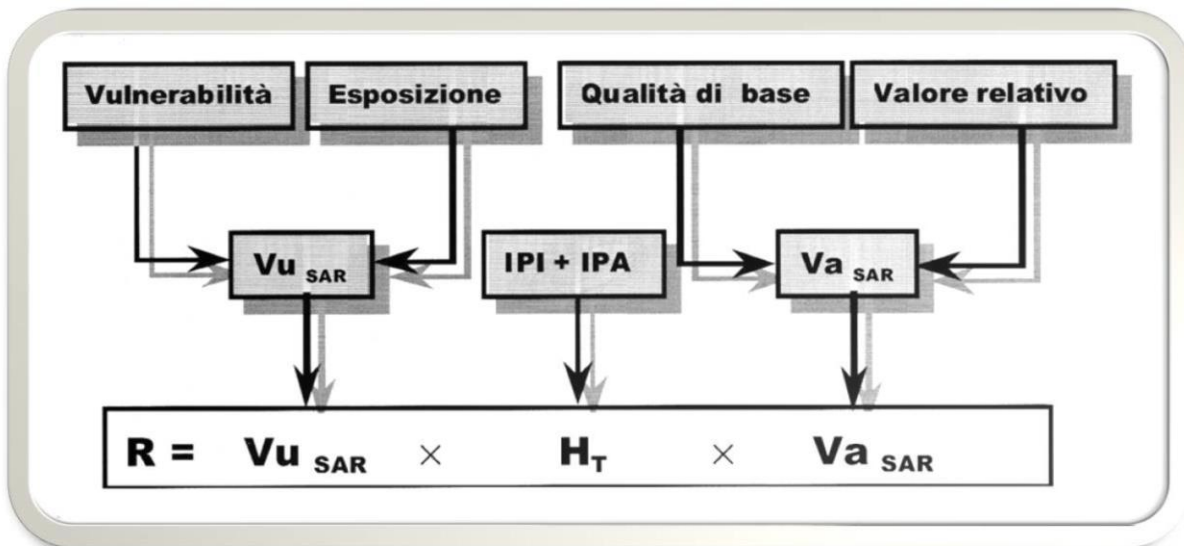 Vulnerabilità Esposizione Qualità di base Valore relativo
Vu SAR IPI + IPA Va SAR
R = Vu SAR × HT × Va SAR